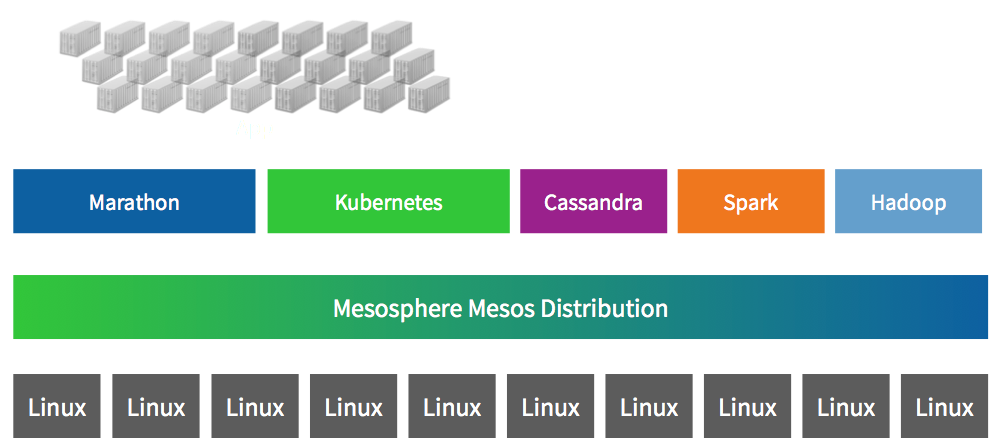 Marathon Kubernetes Cassandra Spark Hadoop
Mesosphere Mesos Distribution
Linux Linux Linux Linux Linux Linux Linux Linux Linux Linux